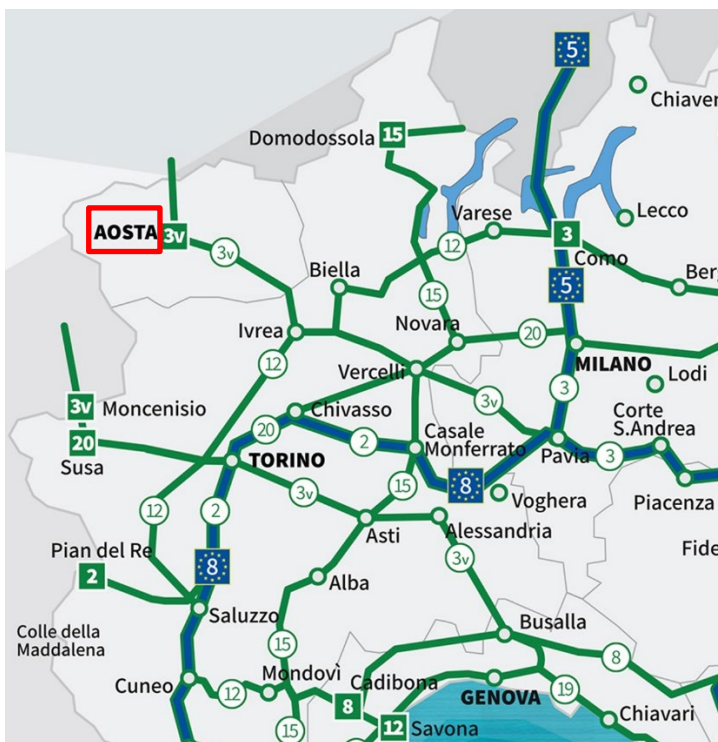 5
Chiaven
Domodossola 15
Lecco
Varese
AOSTA 3v
3
12
3v
Como
Biella
5
Berg
15
Novara
Ivrea
20
MILANO
12
Vercelli
3
Lodi
3v Moncenisio
3v
Chivasso
Corte
S.Andrea
20
2
Casale
Monferrato
20
Susa
TORINO
Pavia
3
8
15
3v
Voghera
Piacenza
2
12
Asti
Alessandria
Fide
Pian del Re
3v
8
2
Alba
Saluzzo
Busalla
Colle della
Maddalena
15
8
Cuneo
12
Mondovì
Cadibona
GENOVA
19
8
Chiavari
15
12 Savona